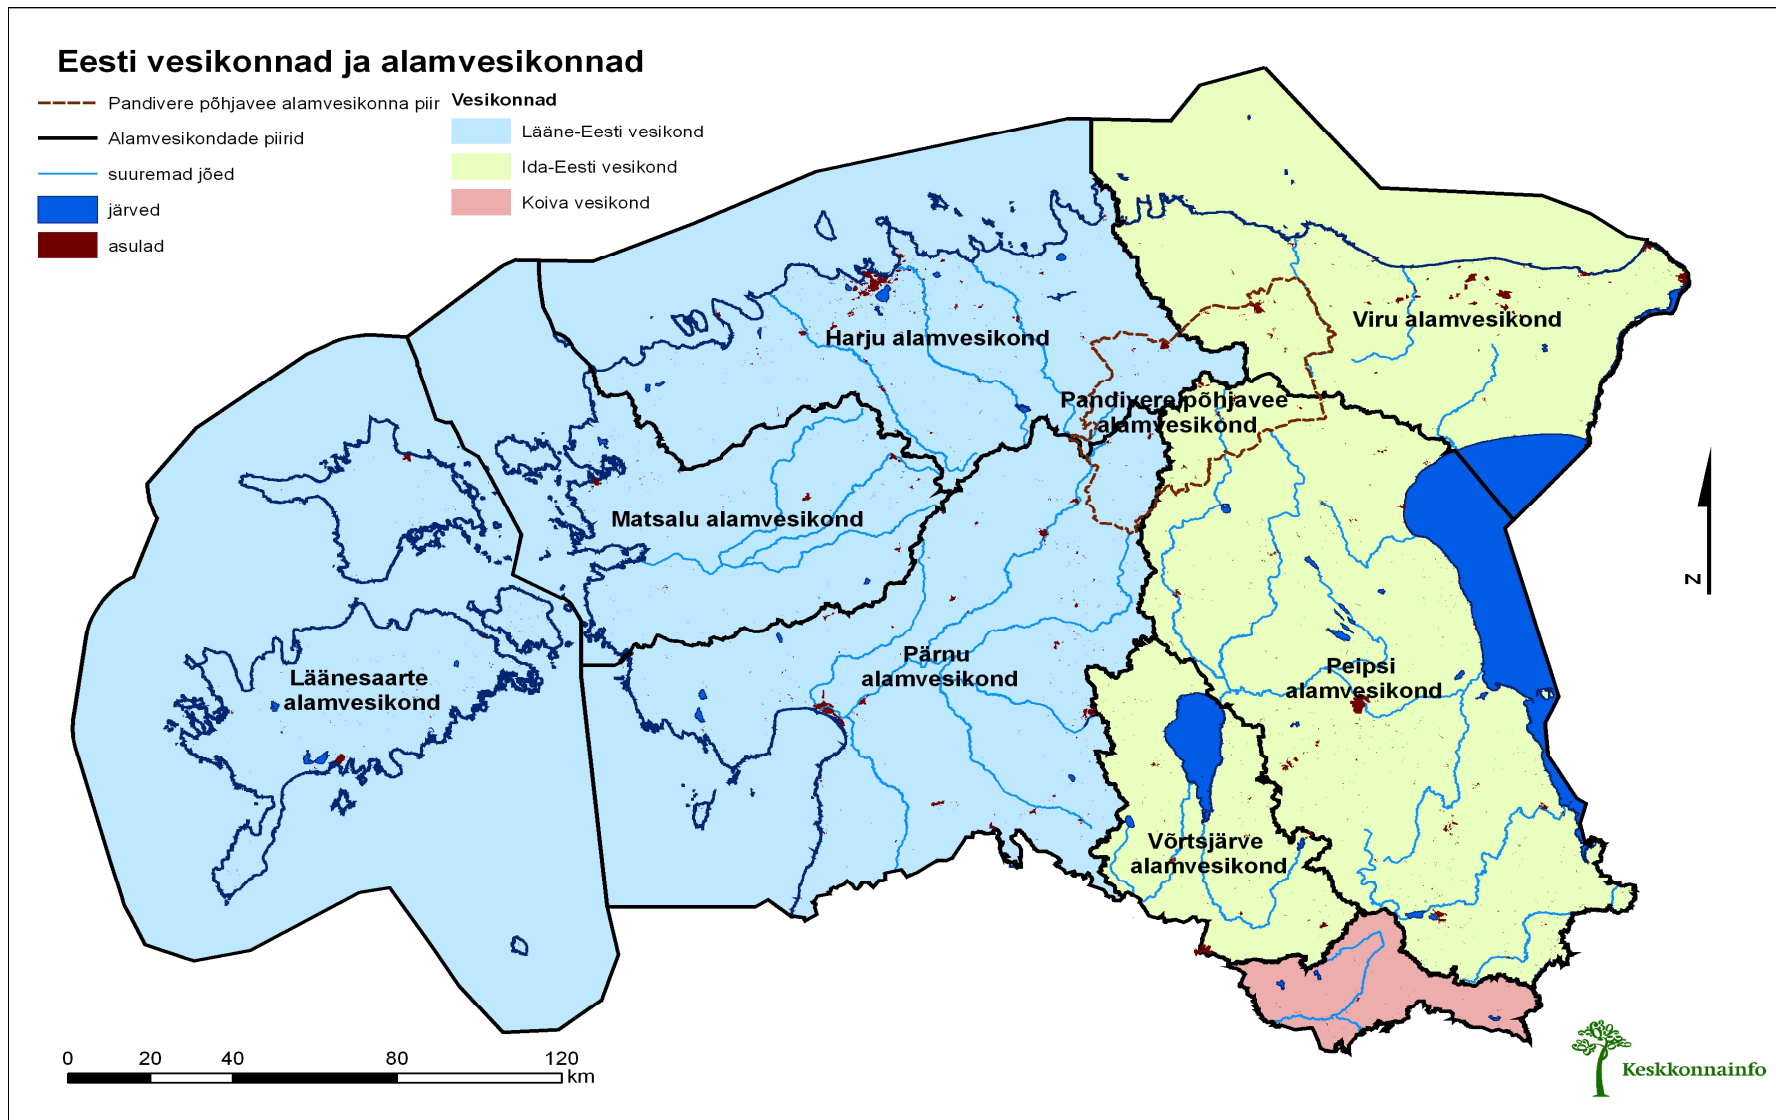 Eesti vesikonnad ja alamvesikonnad
Pandivere põhjavee alamvesikonna piir
Alamvesikondade piirid
suuremad jõed
järved
asulad
Vesikonnad
Lääne-Eesti vesikond
Ida-Eesti vesikond
Koiva vesikond
Harju alamvesikond
Viru alamvesikond
Pandivere põhjavee
alamvesikond
Matsalu alamvesikond
Läänesaarte
alamvesikond
Pärnu
alamvesikond
Peipsi
alamvesikond
Võrtsjärve
alamvesikond
N
0 20 40 80 120
km
Keskkonnainfo